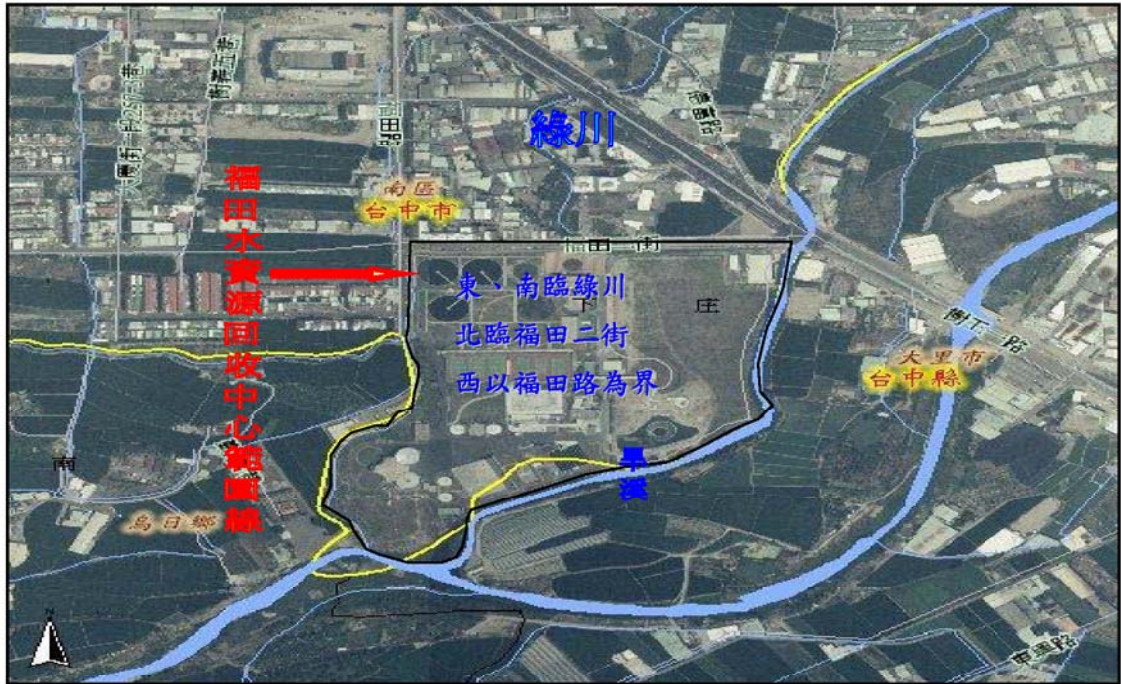 綠川
南區
台中市
福田水資源回收中心範圍線
福田路
福田二街
東、南臨綠川
北臨福田二街
西以福田路為界
下
庄
樹下路
大里市
台中縣
旱溪
南
烏日鄉